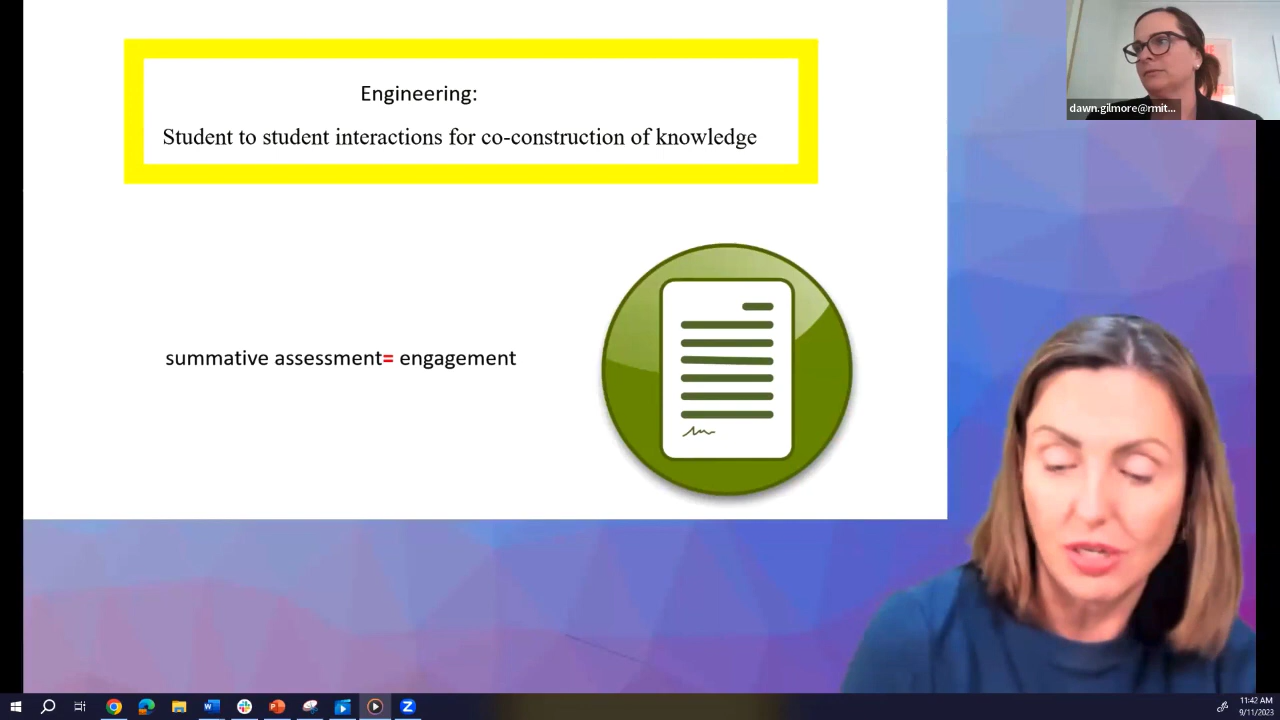 dawn.gilmore@rmit...
Engineering:
Student to student interactions for co-construction of knowledge
summative assessment= engagement
11:42 AM
9/11/2023